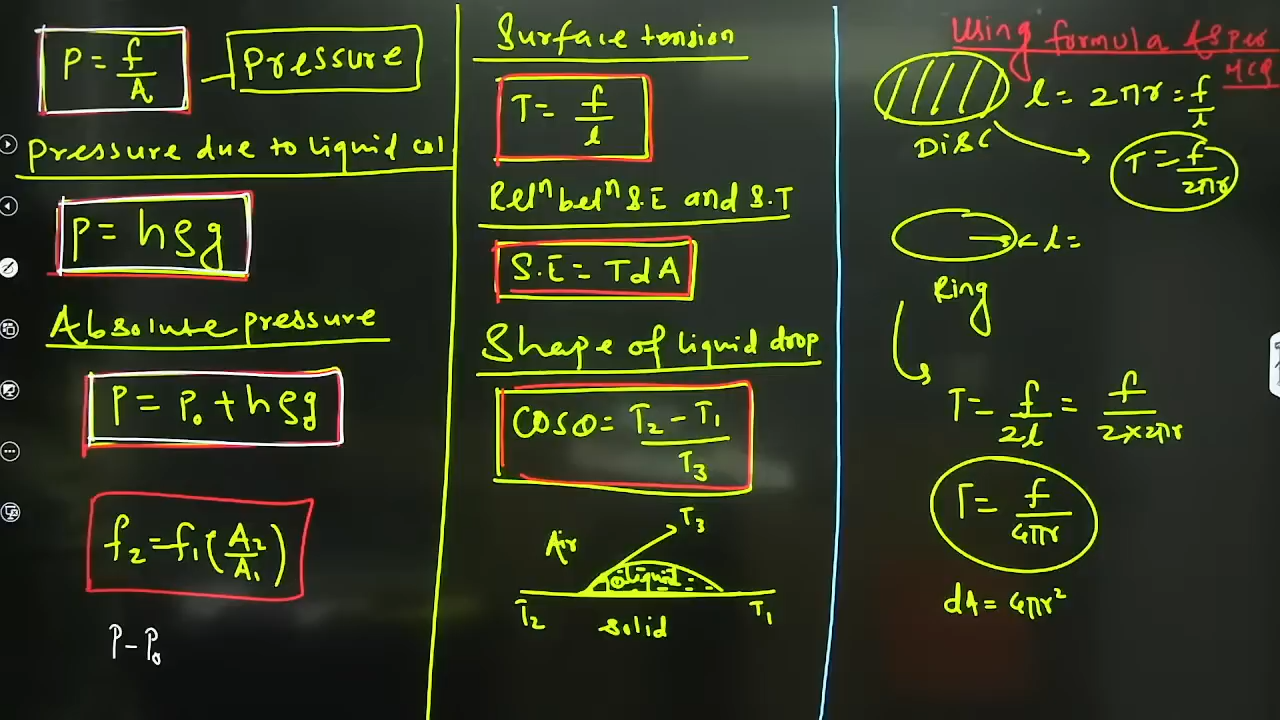 P = f/A
Pressure
Pressure due to liquid col.
P = hρg
Absolute pressure
P = P₀ + hρg
f₂ = f₁(A₂/A₁)
P - P₀
Surface tension
T = f/l
Relⁿ betⁿ S.E and S.T
S.E = TdA
Shape of liquid drop
cosθ = T₂ - T₁/T₃
Air
T₃
liquid
T₂
solid
T₁
Using formula As per
MCQ
l = 2πr = f/l
DISC
T = f/2πr
l =
Ring
T = f/2l = f/2×2πr
T = f/4πr
dA = 4πr²